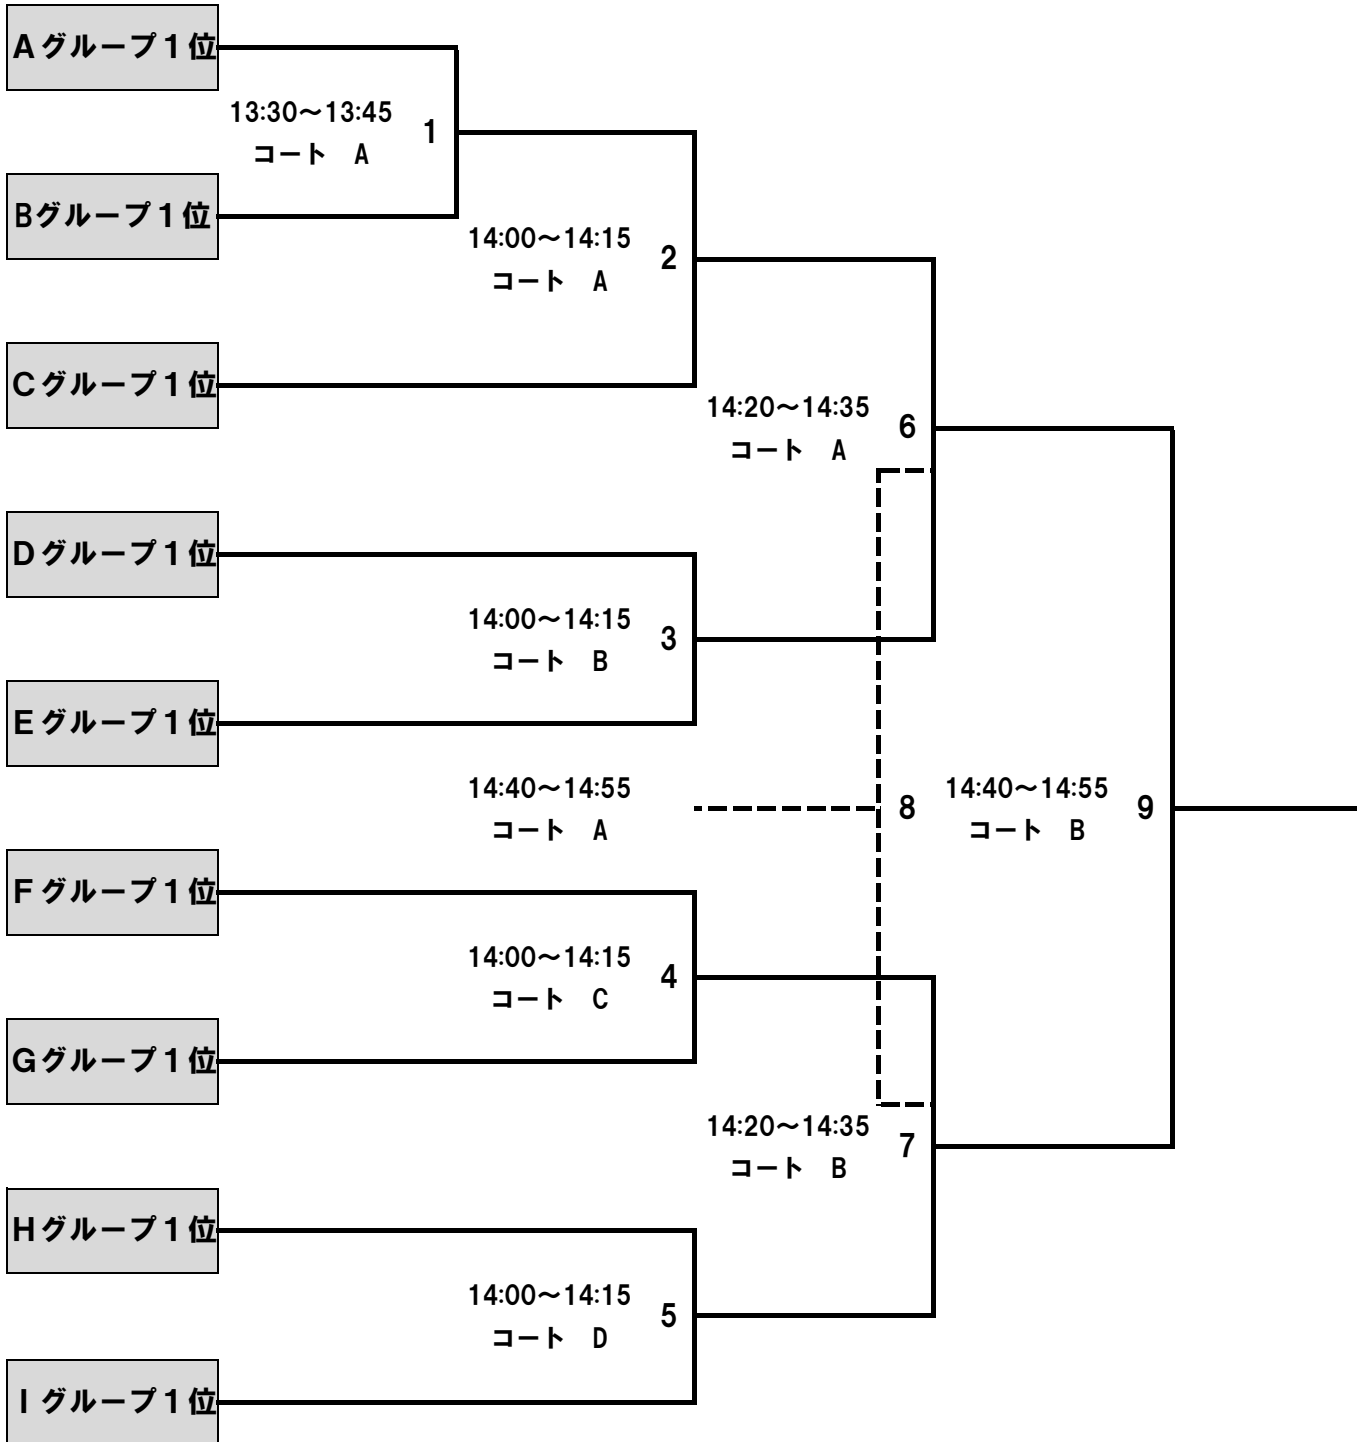 Aグループ１位
13:30～13:45
1
コート　A
Bグループ１位
14:00～14:15
2
コート　A
Cグループ１位
14:20～14:35
6
コート　A
Dグループ１位
14:00～14:15
3
コート　B
Eグループ１位
14:40～14:55
コート　A
8
14:40～14:55
コート　B
9
Fグループ１位
14:00～14:15
4
コート　C
Gグループ１位
14:20～14:35
7
コート　B
Hグループ１位
14:00～14:15
5
コート　D
Iグループ１位